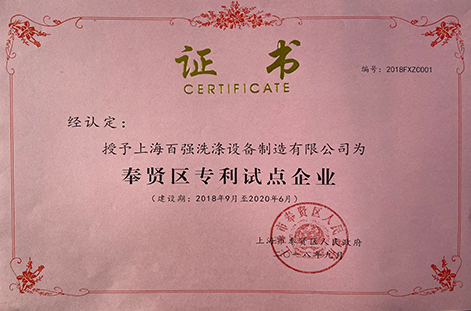 证书
CERTIFICATE
编号：2018FXZC001
经认定：
授予上海百强洗涤设备制造有限公司为
奉贤区专利试点企业
（建设期：2018年9月至2020年6月）
上海市奉贤区人民政府
二〇一八年九月